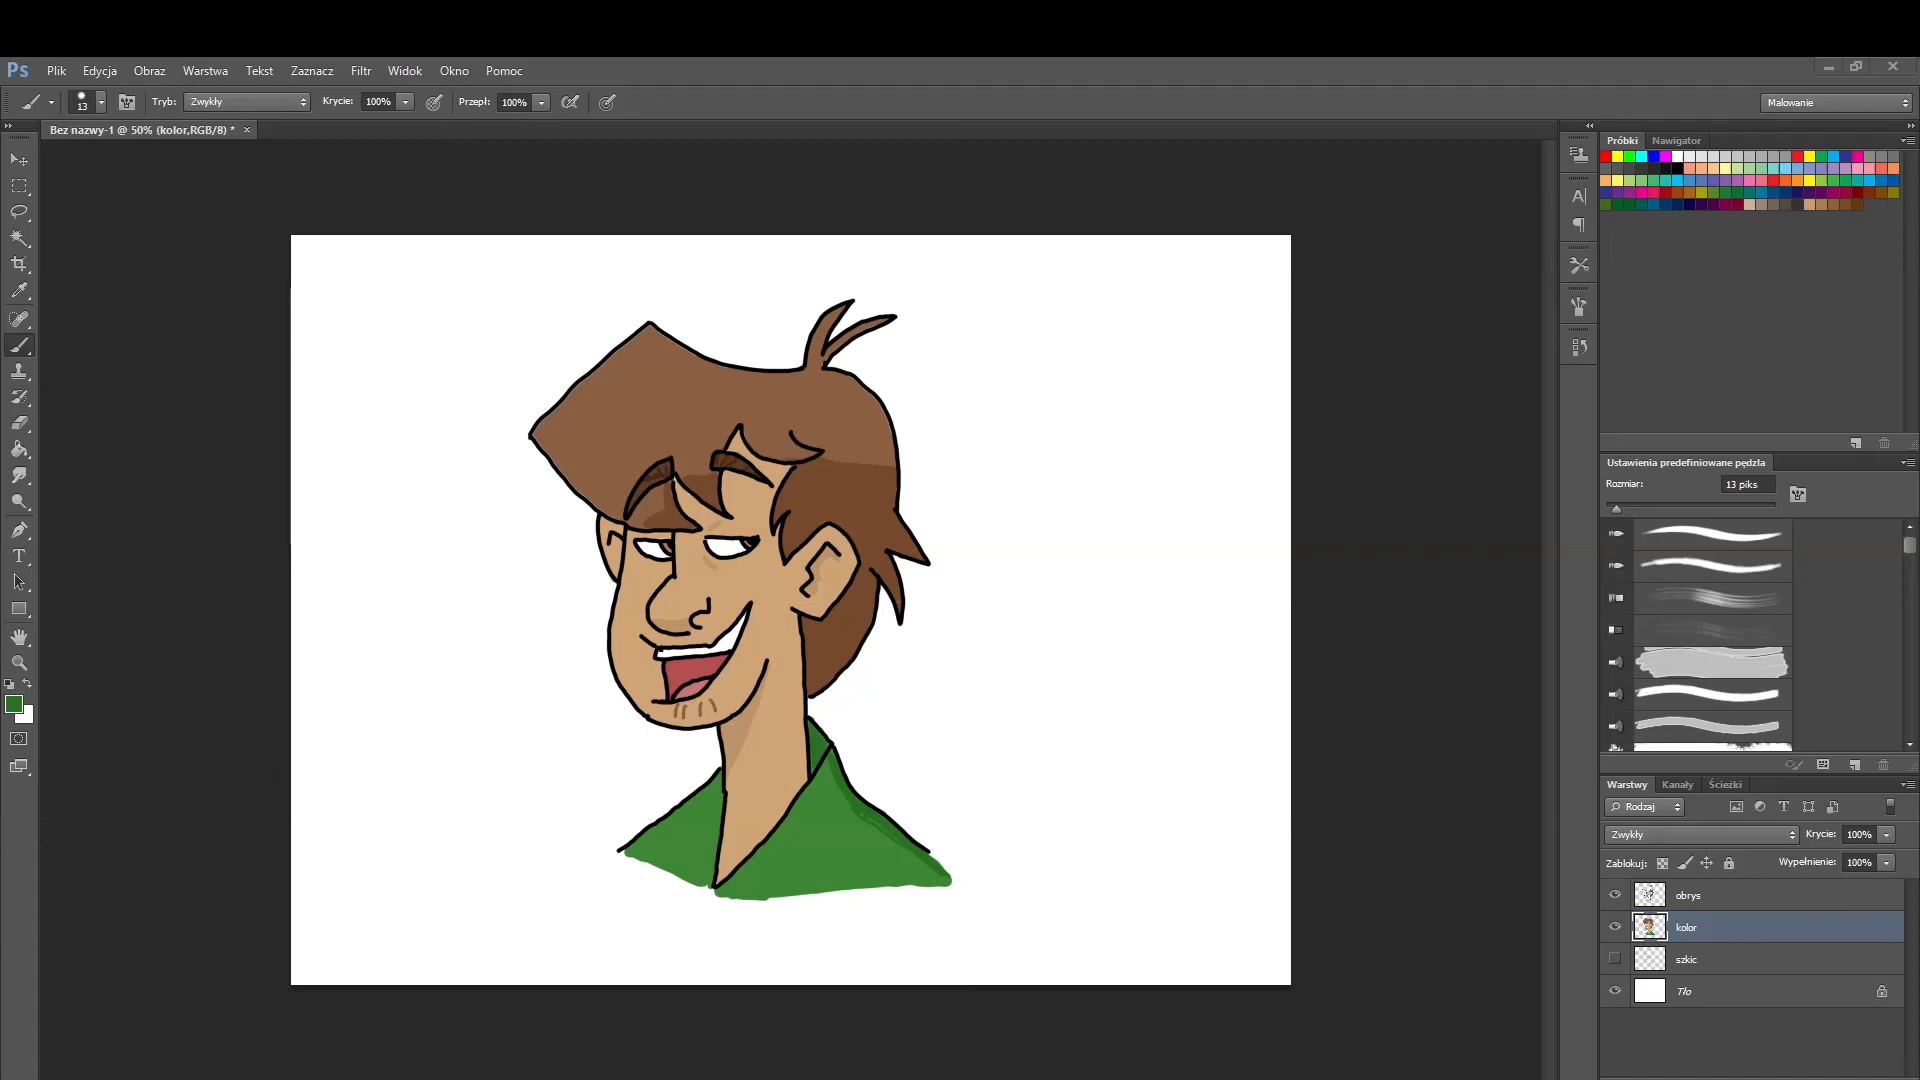 Ps Plik Edycja Obraz Warstwa Tekst Zaznacz Filtr Widok Okno Pomoc
13 Tryb: Zwykły Krycie: 100% Przepł: 100% Malowanie
Bez nazwy-1 @ 50% (kolor,RGB/8) * ×
Próbki Nawigator
Ustawienia predefiniowane pędzla
Rozmiar: 13 piks
Warstwy Kanały Ścieżki
Rodzaj
Zwykły Krycie: 100%
Zablokuj: Wypełnienie: 100%
obrys
kolor
szkic
Tło